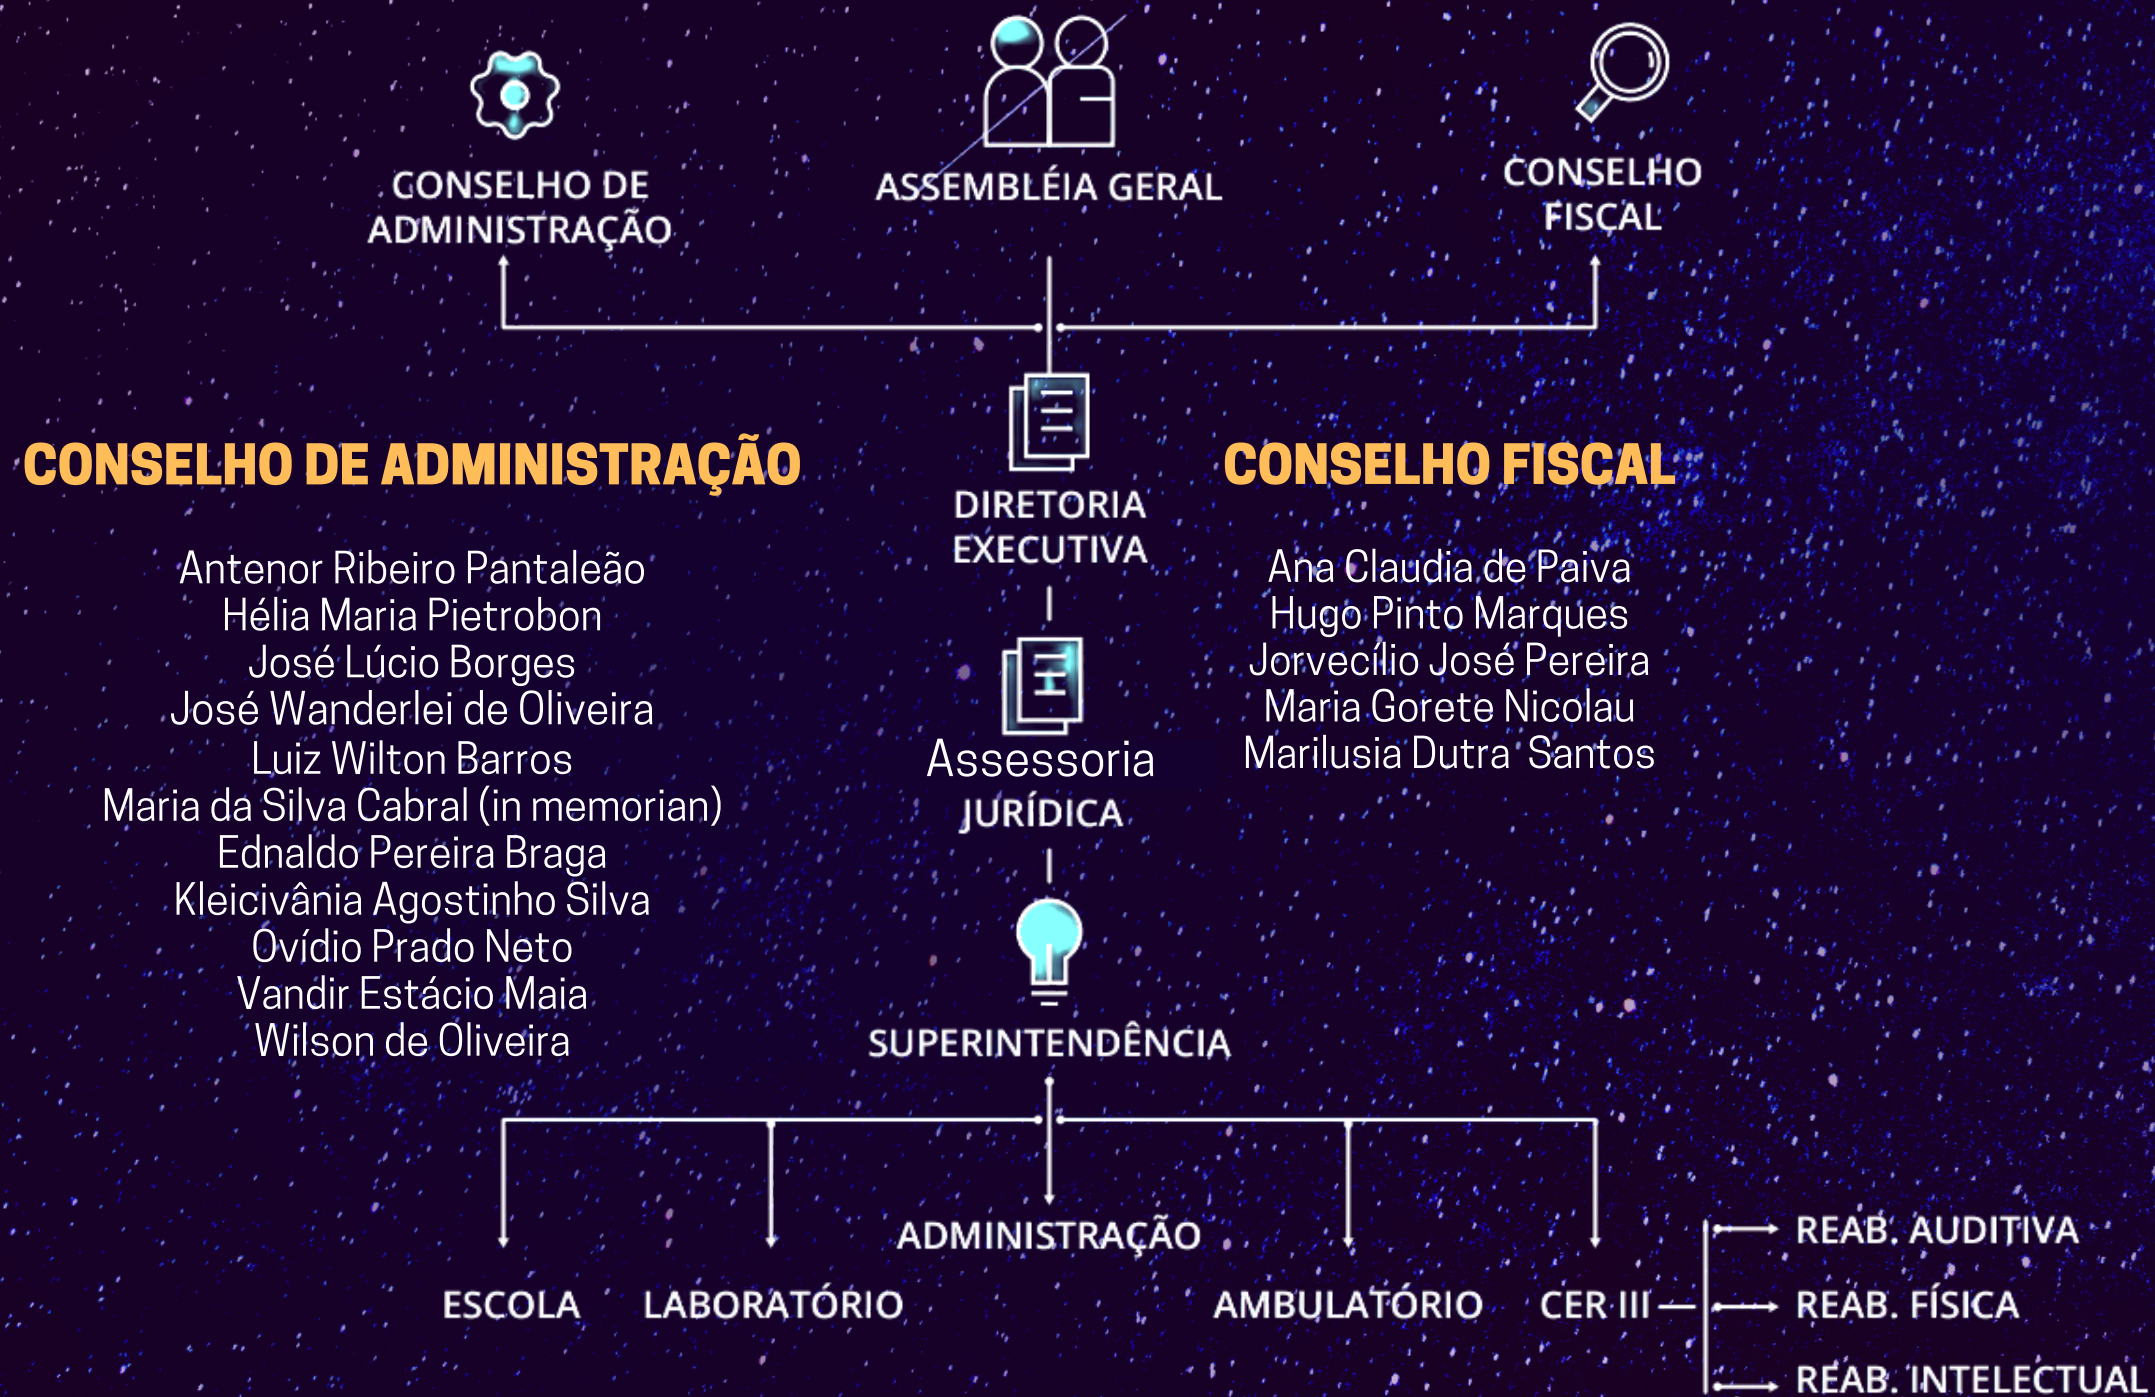 CONSELHO DE
ADMINISTRAÇÃO
ASSEMBLÉIA GERAL
CONSELHO
FISCAL
CONSELHO DE ADMINISTRAÇÃO
Antenor Ribeiro Pantaleão
Hélia Maria Pietrobon
José Lúcio Borges
José Wanderlei de Oliveira
Luiz Wilton Barros
Maria da Silva Cabral (in memorian)
Ednaldo Pereira Braga
Kleicivânia Agostinho Silva
Ovídio Prado Neto
Vandir Estácio Maia
Wilson de Oliveira
DIRETORIA
EXECUTIVA
Assessoria
JURÍDICA
SUPERINTENDÊNCIA
CONSELHO FISCAL
Ana Claudia de Paiva
Hugo Pinto Marques
Jorvecílio José Pereira
Maria Gorete Nicolau
Marilusia Dutra Santos
ESCOLA
LABORATÓRIO
ADMINISTRAÇÃO
AMBULATÓRIO
CER III
REAB. AUDITIVA
REAB. FÍSICA
REAB. INTELECTUAL